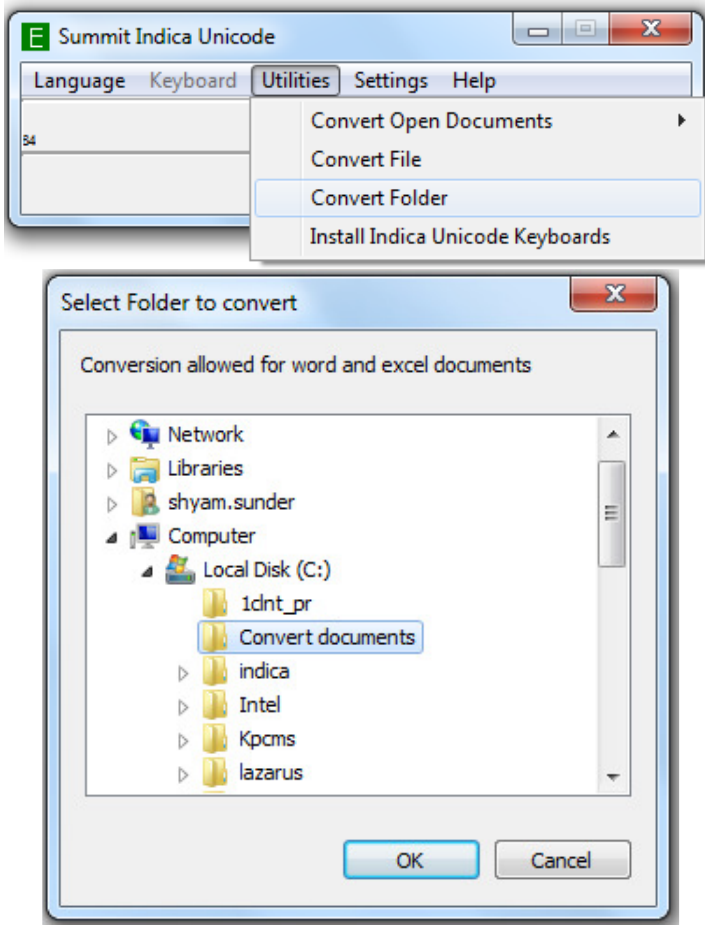 E Summit Indica Unicode
Language Keyboard Utilities Settings Help
Convert Open Documents
64
Convert File
Convert Folder
Install Indica Unicode Keyboards
Select Folder to convert
Conversion allowed for word and excel documents
Network
Libraries
shyam.sunder
Computer
Local Disk (C:)
1clnt_pr
Convert documents
indica
Intel
Kpcms
lazarus
OK Cancel